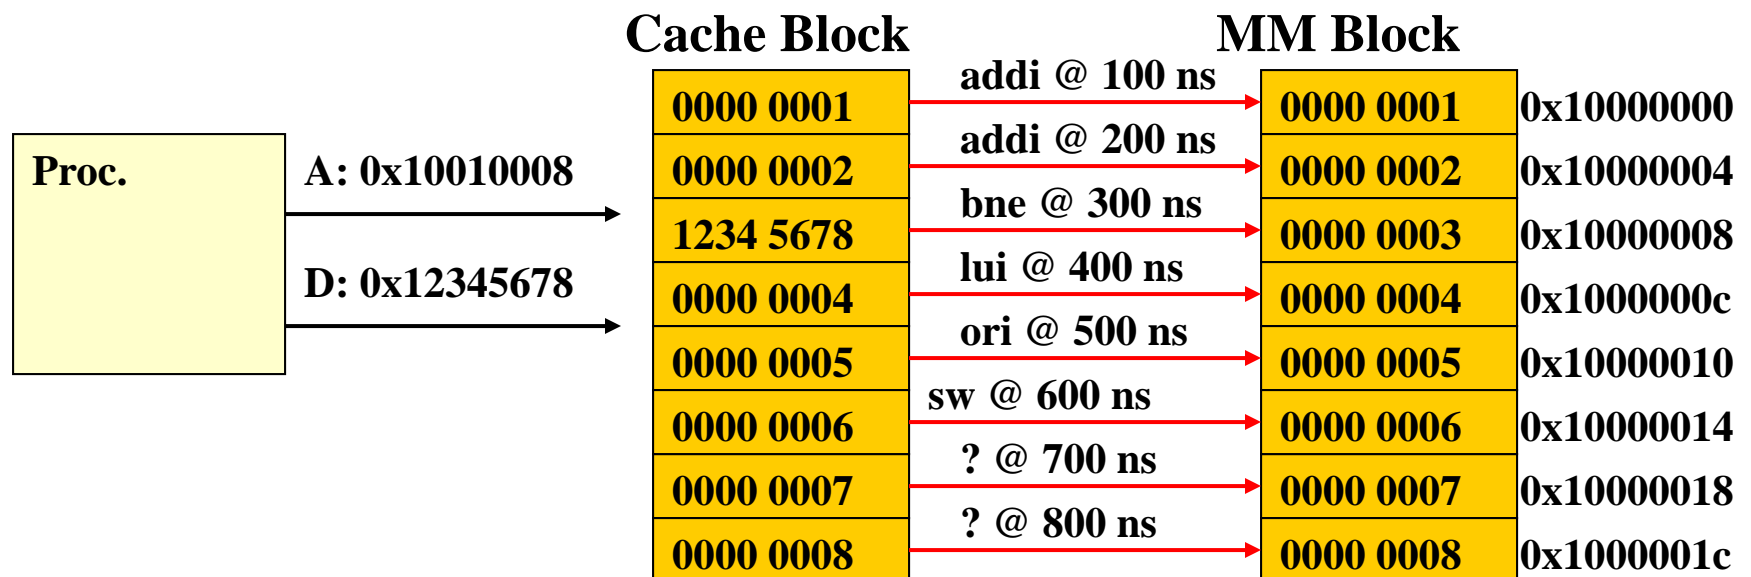 Cache Block
MM Block
Proc.
A: 0x10010008
D: 0x12345678
0000 0001
addi @ 100 ns
0000 0001
0x10000000
0000 0002
addi @ 200 ns
0000 0002
0x10000004
1234 5678
bne @ 300 ns
0000 0003
0x10000008
0000 0004
lui @ 400 ns
0000 0004
0x1000000c
0000 0005
ori @ 500 ns
0000 0005
0x10000010
0000 0006
sw @ 600 ns
0000 0006
0x10000014
0000 0007
? @ 700 ns
0000 0007
0x10000018
0000 0008
? @ 800 ns
0000 0008
0x1000001c